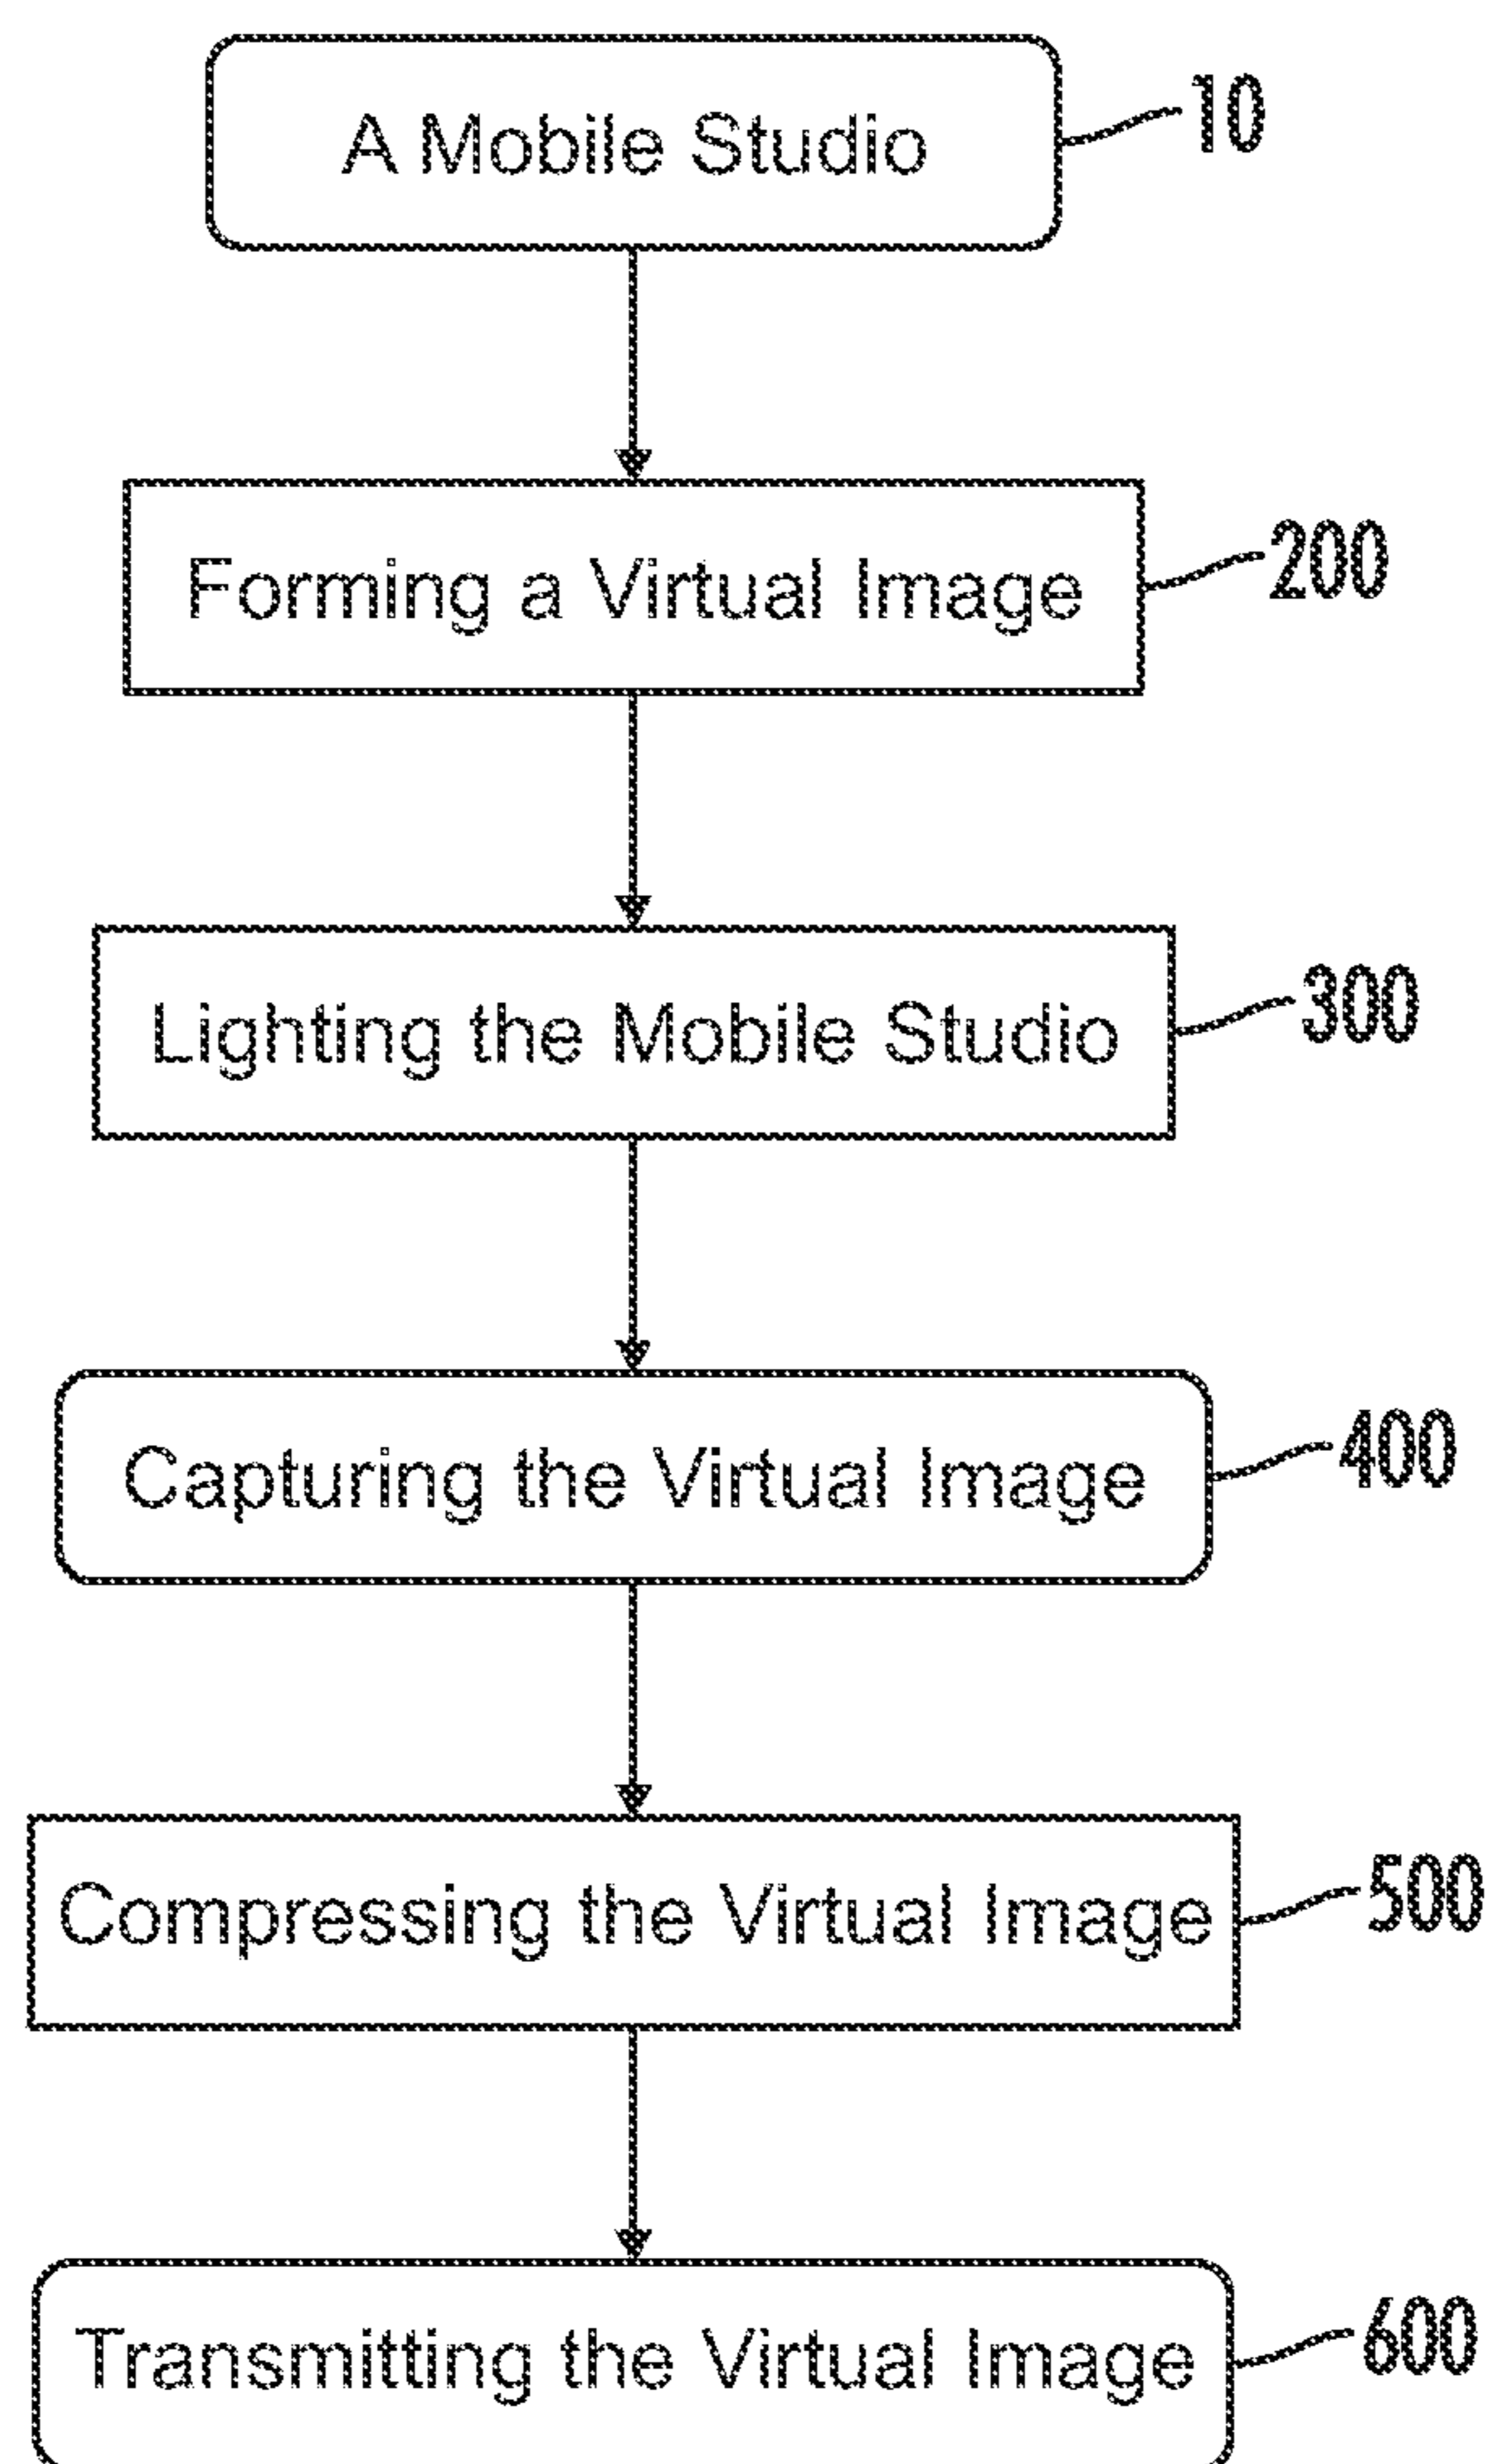 A Mobile Studio
10
Forming a Virtual Image
200
Lighting the Mobile Studio
300
Capturing the Virtual Image
400
Compressing the Virtual Image
500
Transmitting the Virtual Image
600